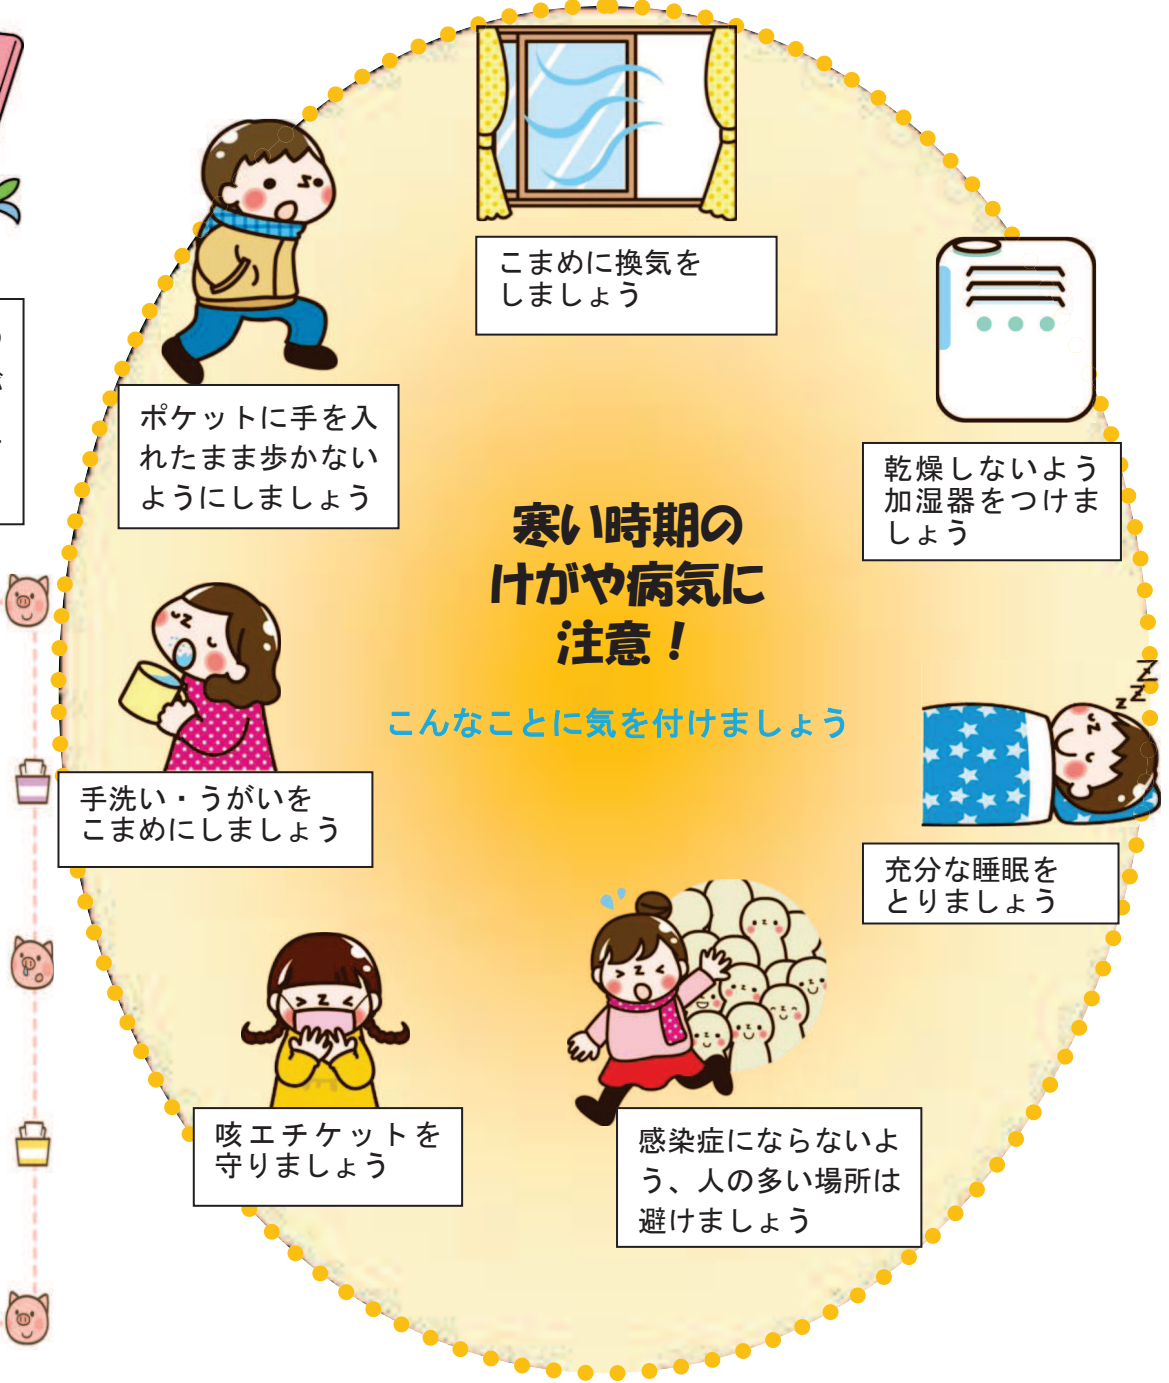 こまめに換気を
しましょう
ポケットに手を入
れたまま歩かない
ようにしましょう
乾燥しないよう
加湿器をつけま
しょう
寒い時期の
けがや病気に
注意！
こんなことに気を付けましょう
手洗い・うがいを
こまめにしましょう
充分な睡眠を
とりましょう
咳エチケットを
守りましょう
感染症にならないよ
う、人の多い場所は
避けましょう